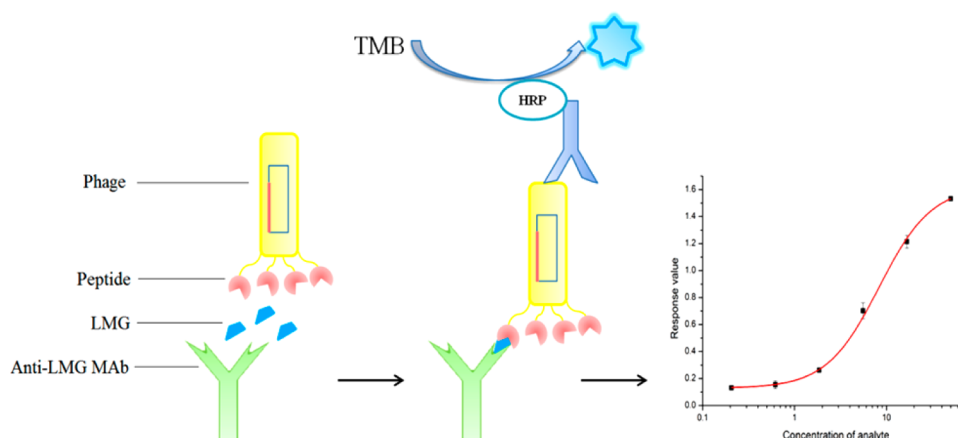 TMB
HRP
Phage
Peptide
LMG
Anti-LMG MAb
Response value
1.6
1.4
1.2
1.0
0.8
0.6
0.4
0.2
0.0
0.1
1
10
Concentration of analyte